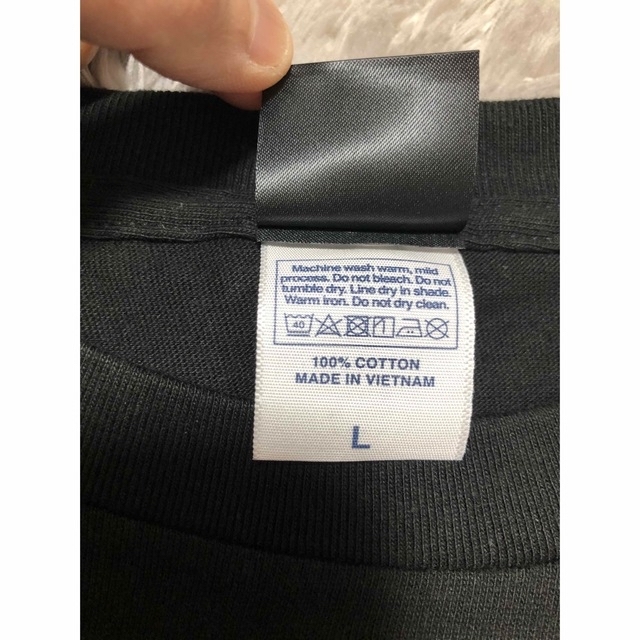 Machine wash warm, mild
process. Do not bleach. Do not
tumble dry. Line dry in shade.
Warm iron. Do not dry clean.
40
100% COTTON
MADE IN VIETNAM
L